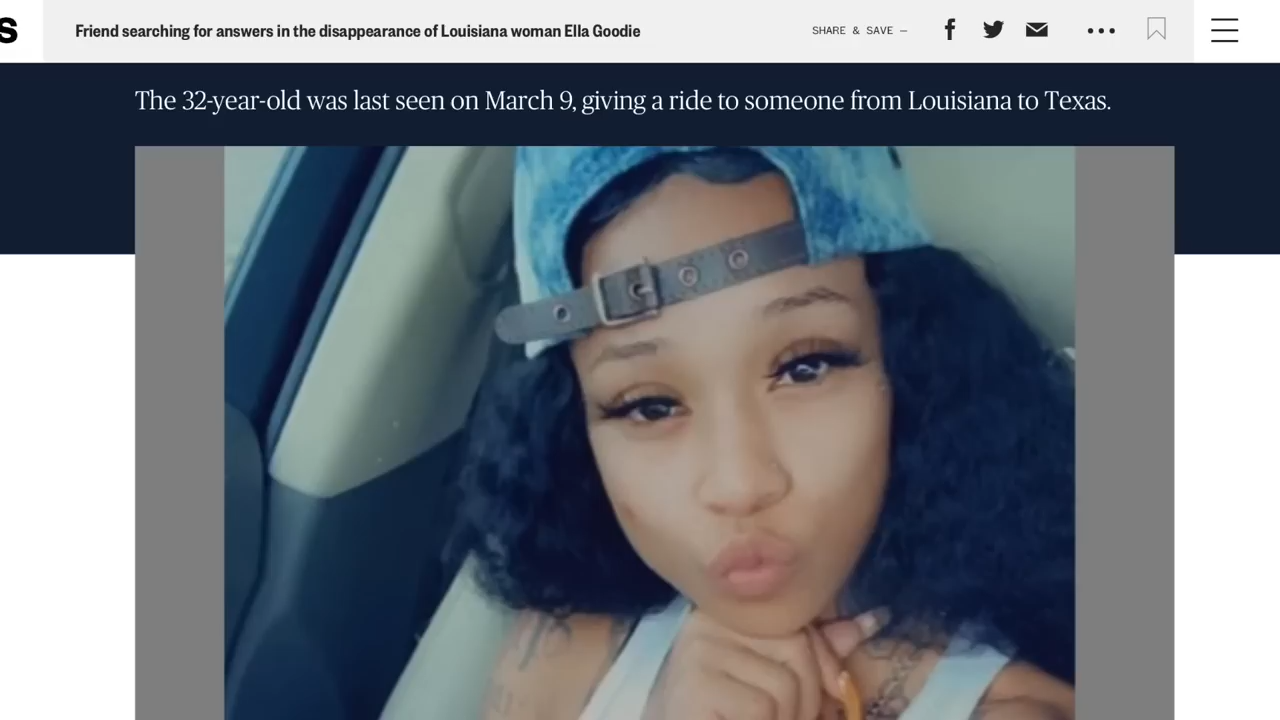 s
Friend searching for answers in the disappearance of Louisiana woman Ella Goodie
SHARE & SAVE —
The 32-year-old was last seen on March 9, giving a ride to someone from Louisiana to Texas.